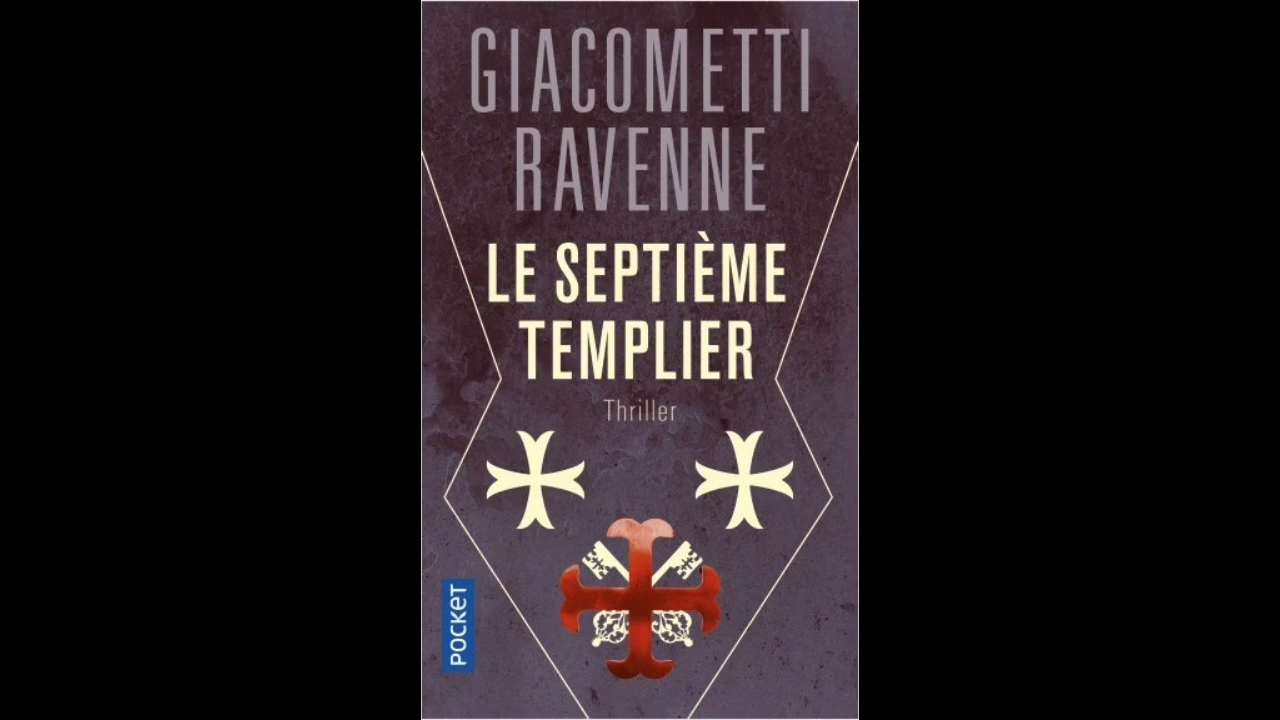 GIACOMETTI
RAVENNE
LE SEPTIÈME
TEMPLIER
Thriller
POCKET